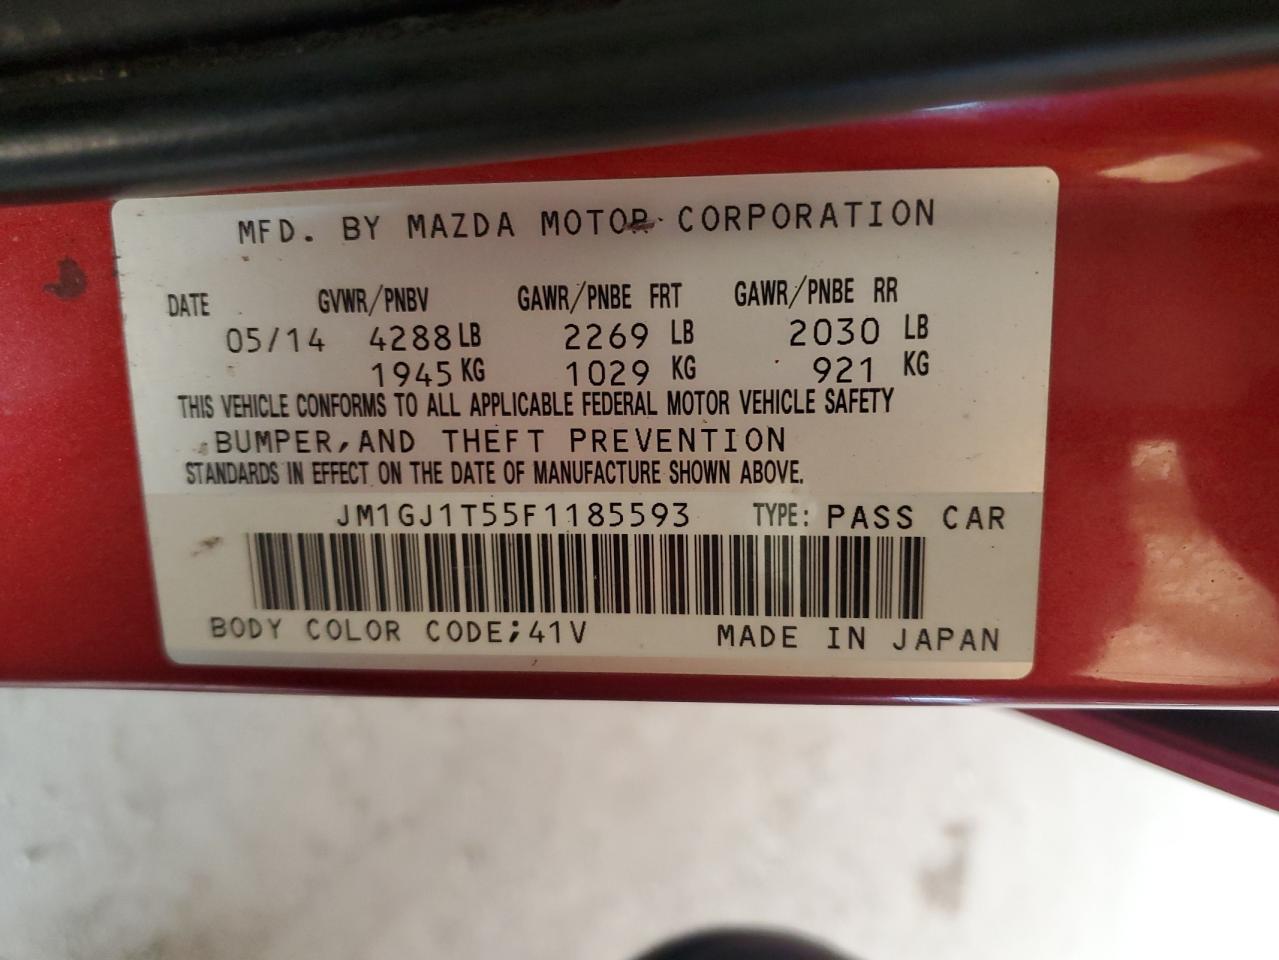 MFD. BY MAZDA MOTOR CORPORATION
DATE GVWR/PNBV GAWR/PNBE FRT GAWR/PNBE RR
05/14 4288 LB 2269 LB 2030 LB
1945 KG 1029 KG 921 KG
THIS VEHICLE CONFORMS TO ALL APPLICABLE FEDERAL MOTOR VEHICLE SAFETY
BUMPER,AND THEFT PREVENTION
STANDARDS IN EFFECT ON THE DATE OF MANUFACTURE SHOWN ABOVE.
JM1GJ1T55F1185593 TYPE: PASS CAR
BODY COLOR CODE;41V MADE IN JAPAN